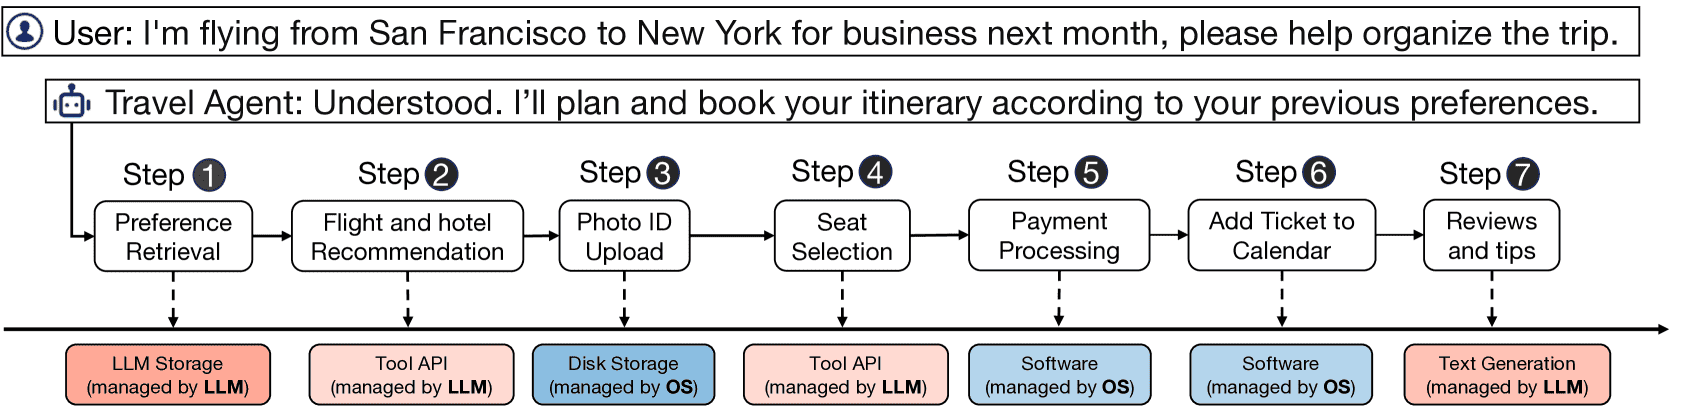 User: I'm flying from San Francisco to New York for business next month, please help organize the trip.
Travel Agent: Understood. I’ll plan and book your itinerary according to your previous preferences.
Step 1
Step 2
Step 3
Step 4
Step 5
Step 6
Step 7
Preference
Retrieval
Flight and hotel
Recommendation
Photo ID
Upload
Seat
Selection
Payment
Processing
Add Ticket to
Calendar
Reviews
and tips
LLM Storage
(managed by LLM)
Tool API
(managed by LLM)
Disk Storage
(managed by OS)
Tool API
(managed by LLM)
Software
(managed by OS)
Software
(managed by OS)
Text Generation
(managed by LLM)